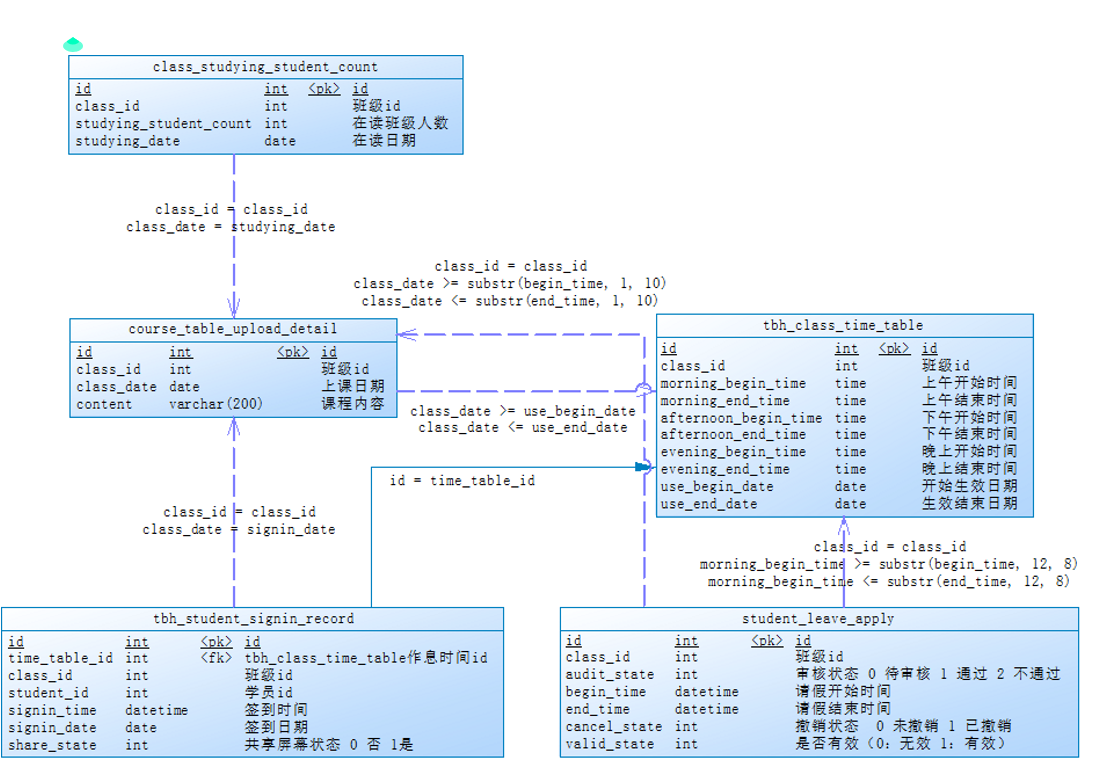 class_studying_student_count
id int <pk> id
class_id int 班级id
studying_student_count int 在读班级人数
studying_date date 在读日期
class_id = class_id
class_date = studying_date
class_id = class_id
class_date >= substr(begin_time, 1, 10)
class_date <= substr(end_time, 1, 10)
course_table_upload_detail
id int <pk> id
class_id int 班级id
class_date date 上课日期
content varchar(200) 课程内容
tbh_class_time_table
id int <pk> id
class_id int 班级id
morning_begin_time time 上午开始时间
morning_end_time time 上午结束时间
afternoon_begin_time time 下午开始时间
afternoon_end_time time 下午结束时间
evening_begin_time time 晚上开始时间
evening_end_time time 晚上结束时间
use_begin_date date 开始生效日期
use_end_date date 生效结束日期
class_date >= use_begin_date
class_date <= use_end_date
id = time_table_id
class_id = class_id
class_date = signin_date
class_id = class_id
morning_begin_time >= substr(begin_time, 12, 8)
morning_begin_time <= substr(end_time, 12, 8)
tbh_student_signin_record
id int <pk> id
time_table_id int <fk> tbh_class_time_table作息时间id
class_id int 班级id
student_id int 学员id
signin_time datetime 签到时间
signin_date date 签到日期
share_state int 共享屏幕状态 0 否 1是
student_leave_apply
id int <pk> id
class_id int 班级id
audit_state int 审核状态 0 待审核 1 通过 2 不通过
begin_time datetime 请假开始时间
end_time datetime 请假结束时间
cancel_state int 撤销状态 0 未撤销 1 已撤销
valid_state int 是否有效（0：无效 1：有效）